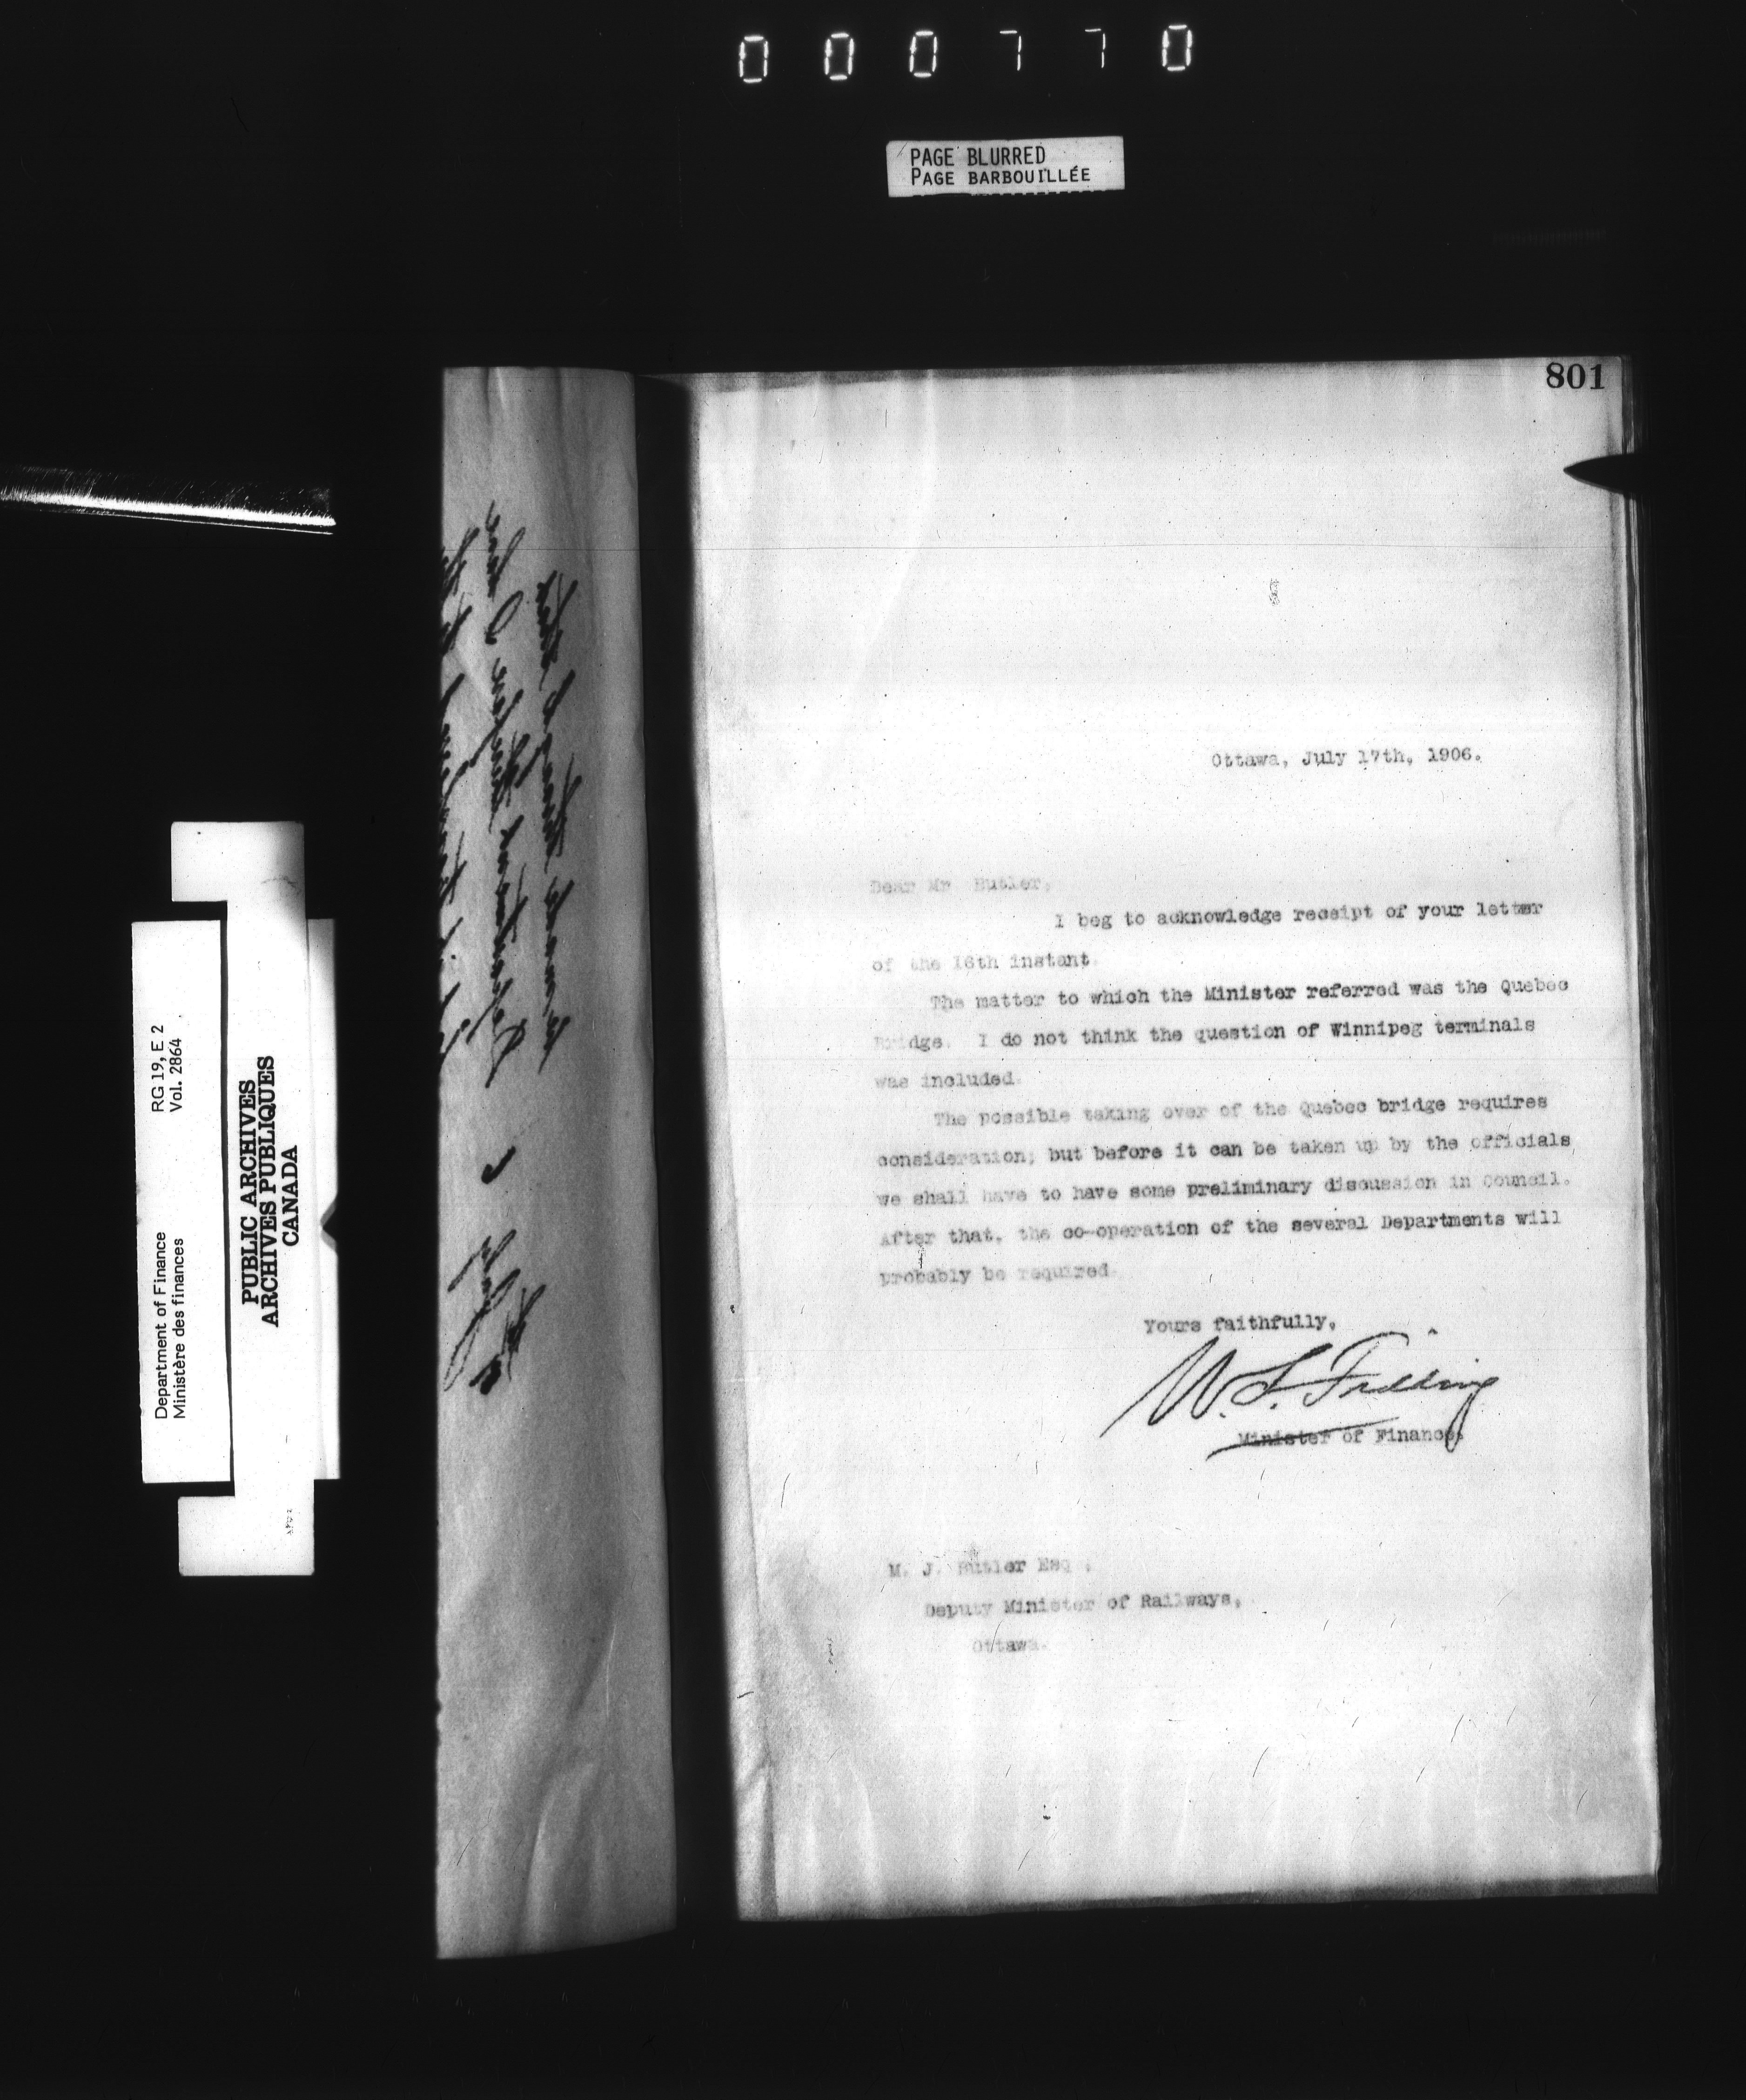 000770
PAGE BLURRED
PAGE BARBOUILLÉE
801
Ottawa, July 17th, 1906.
Dear Mr Butler,
I beg to acknowledge receipt of your letter
of the 16th instant.
The matter to which the Minister referred was the Quebec
Bridge. I do not think the question of Winnipeg terminals
was included.
The possible taking over of the Quebec bridge requires
consideration; but before it can be taken up by the officials
we shall have to have some preliminary discussion in Council.
After that, the co-operation of the several Departments will
probably be required.
Yours faithfully,
W. S. Fielding
Minister of Finance.
M. J. Butler Esq.,
Deputy Minister of Railways,
Ottawa.
Department of Finance RG 19, E 2
Ministère des finances Vol. 2864
PUBLIC ARCHIVES
ARCHIVES PUBLIQUES
CANADA